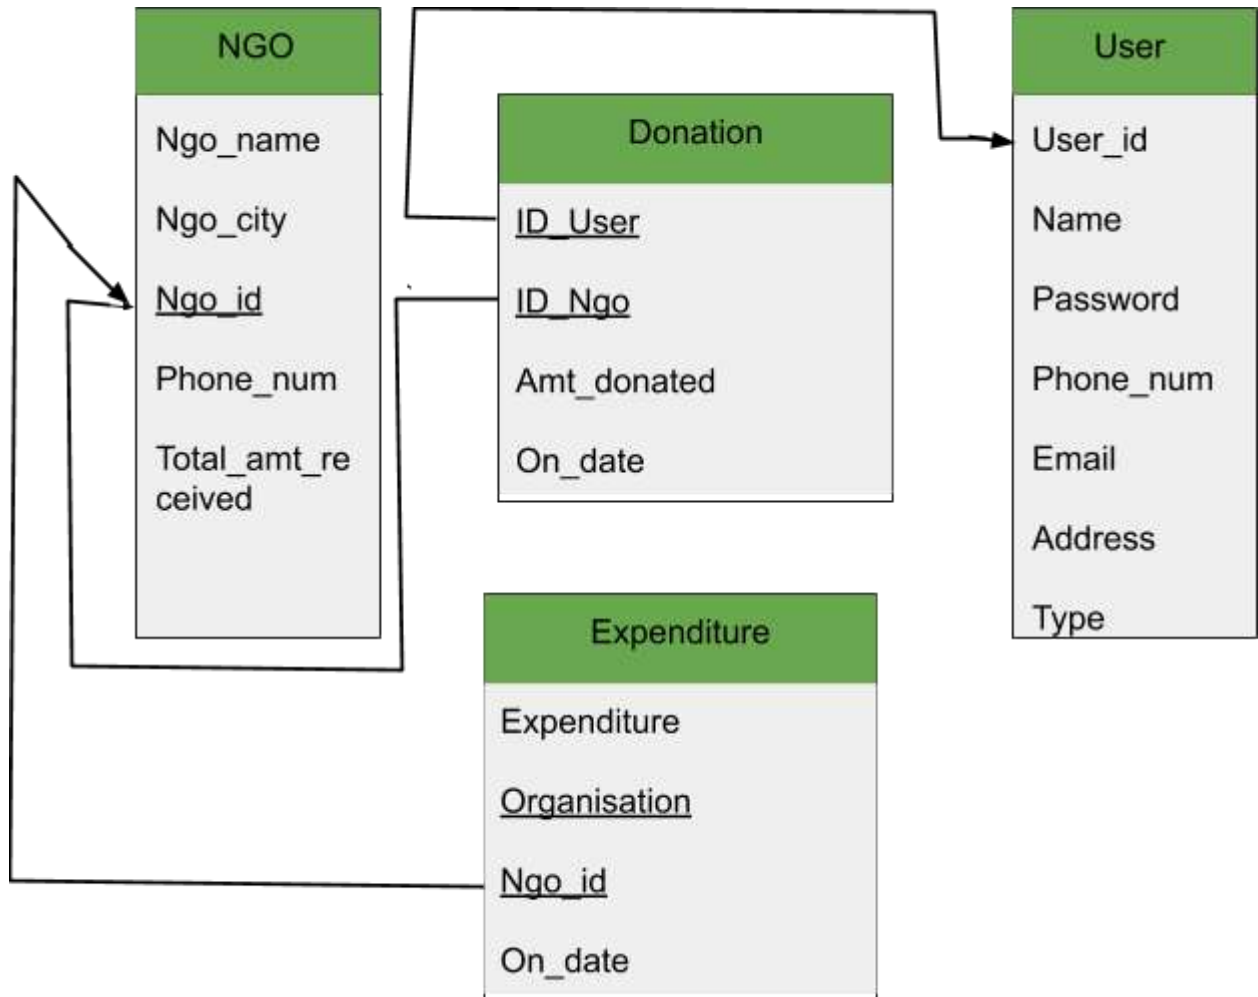 NGO
Ngo_name
Ngo_city
Ngo_id
Phone_num
Total_amt_re
ceived
Donation
ID_User
ID_Ngo
Amt_donated
On_date
User
User_id
Name
Password
Phone_num
Email
Address
Type
Expenditure
Expenditure
Organisation
Ngo_id
On_date